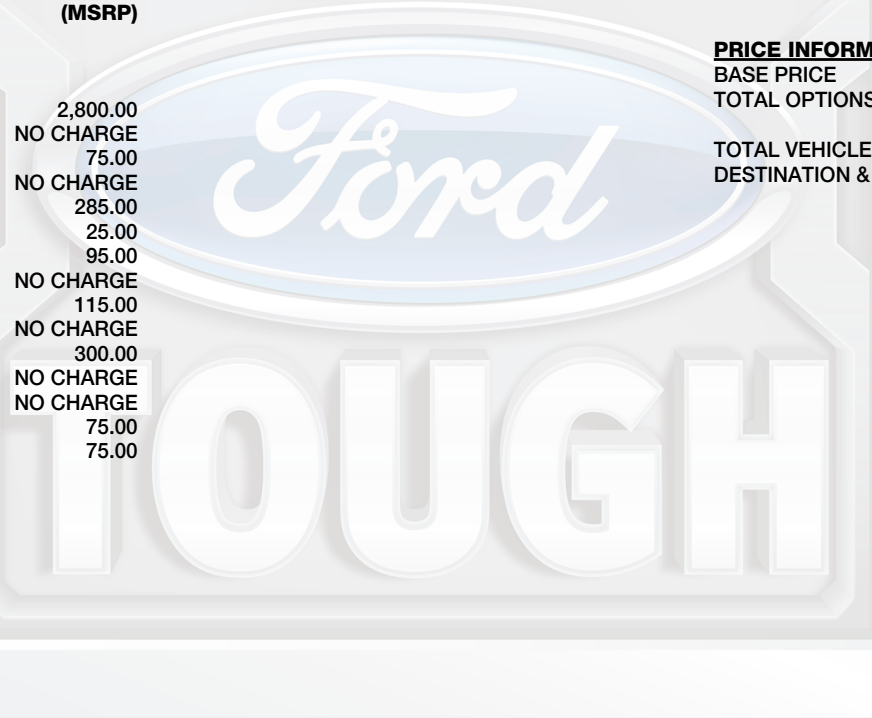 (MSRP)
2,800.00
NO CHARGE
75.00
NO CHARGE
285.00
25.00
95.00
NO CHARGE
115.00
NO CHARGE
300.00
NO CHARGE
NO CHARGE
75.00
75.00
PRICE INFORM
BASE PRICE
TOTAL OPTIONS
TOTAL VEHICLE
DESTINATION &
Ford
TOUGH